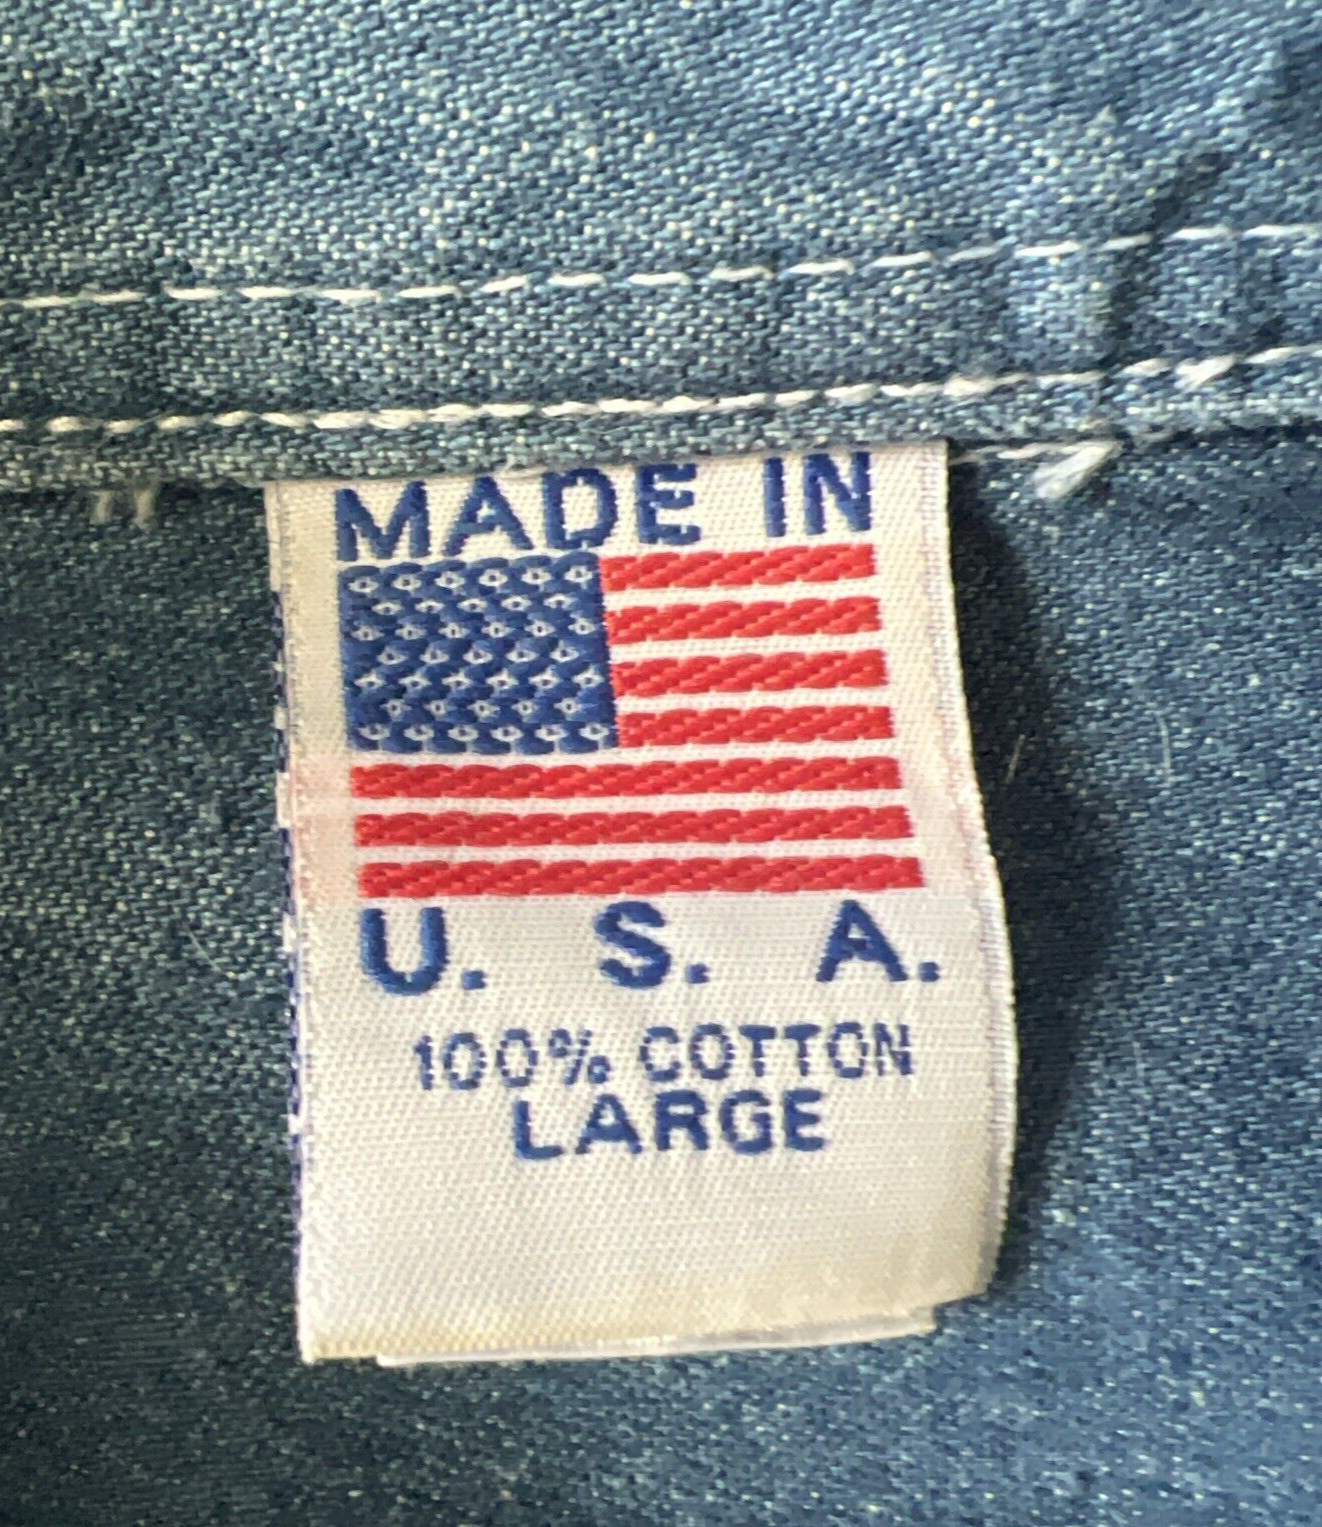 MADE IN
U. S. A.
100% COTTON
LARGE